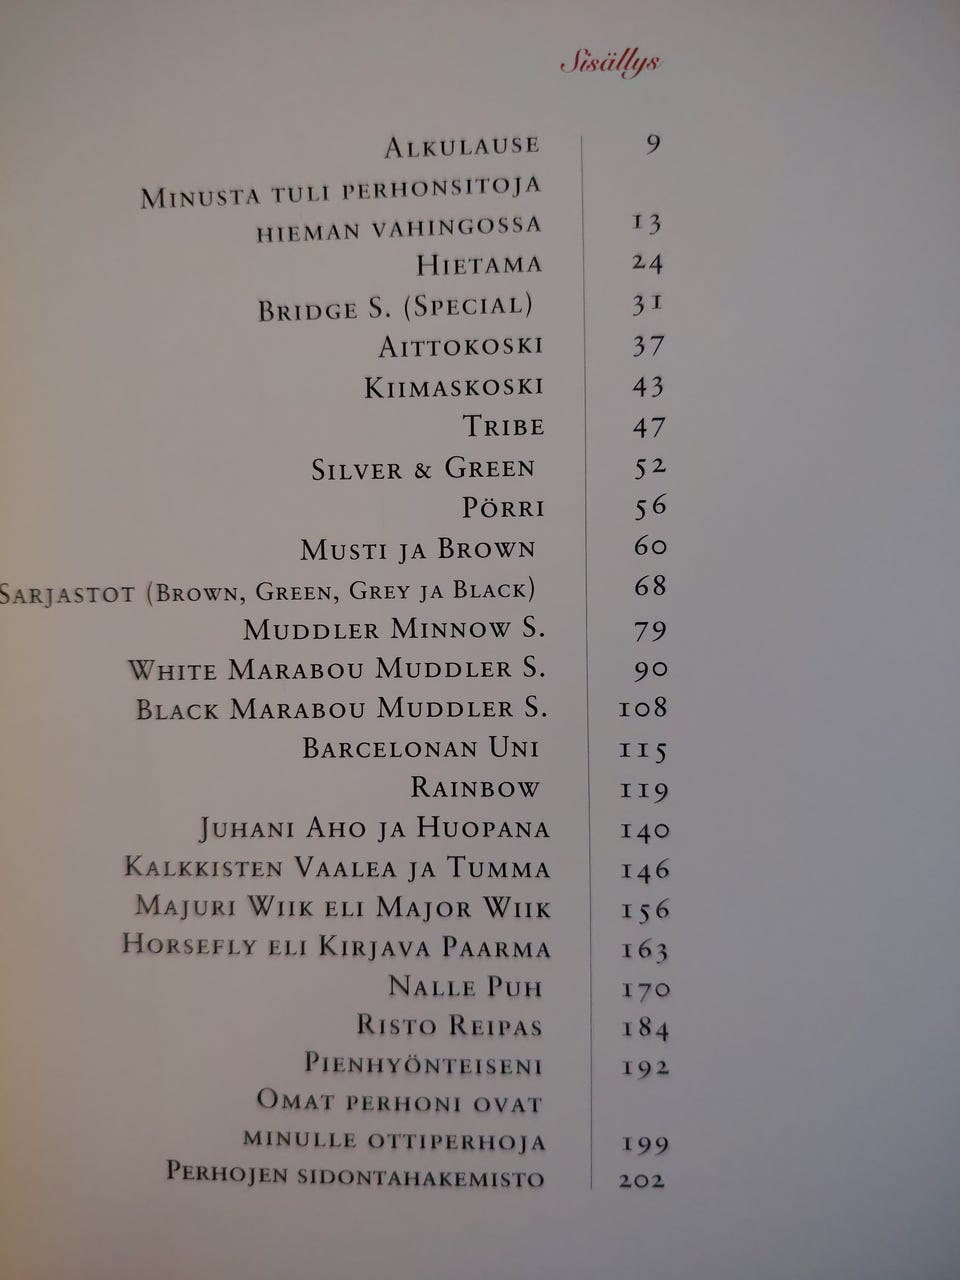 Sisällys
Alkulause 9
Minusta tuli perhonsitoja
hieman vahingossa 13
Hietama 24
Bridge S. (Special) 31
Aittokoski 37
Kiimaskoski 43
Tribe 47
Silver & Green 52
Pörri 56
Musti ja Brown 60
Sarjastot (Brown, Green, Grey ja Black) 68
Muddler Minnow S. 79
White Marabou Muddler S. 90
Black Marabou Muddler S. 108
Barcelonan Uni 115
Rainbow 119
Juhani Aho ja Huopana 140
Kalkkisten Vaalea ja Tumma 146
Majuri Wiik eli Major Wiik 156
Horsefly eli Kirjava Paarma 163
Nalle Puh 170
Risto Reipas 184
Pienhyönteiseni 192
Omat perhoni ovat
minulle ottiperhoja 199
Perhojen sidontahakemisto 202